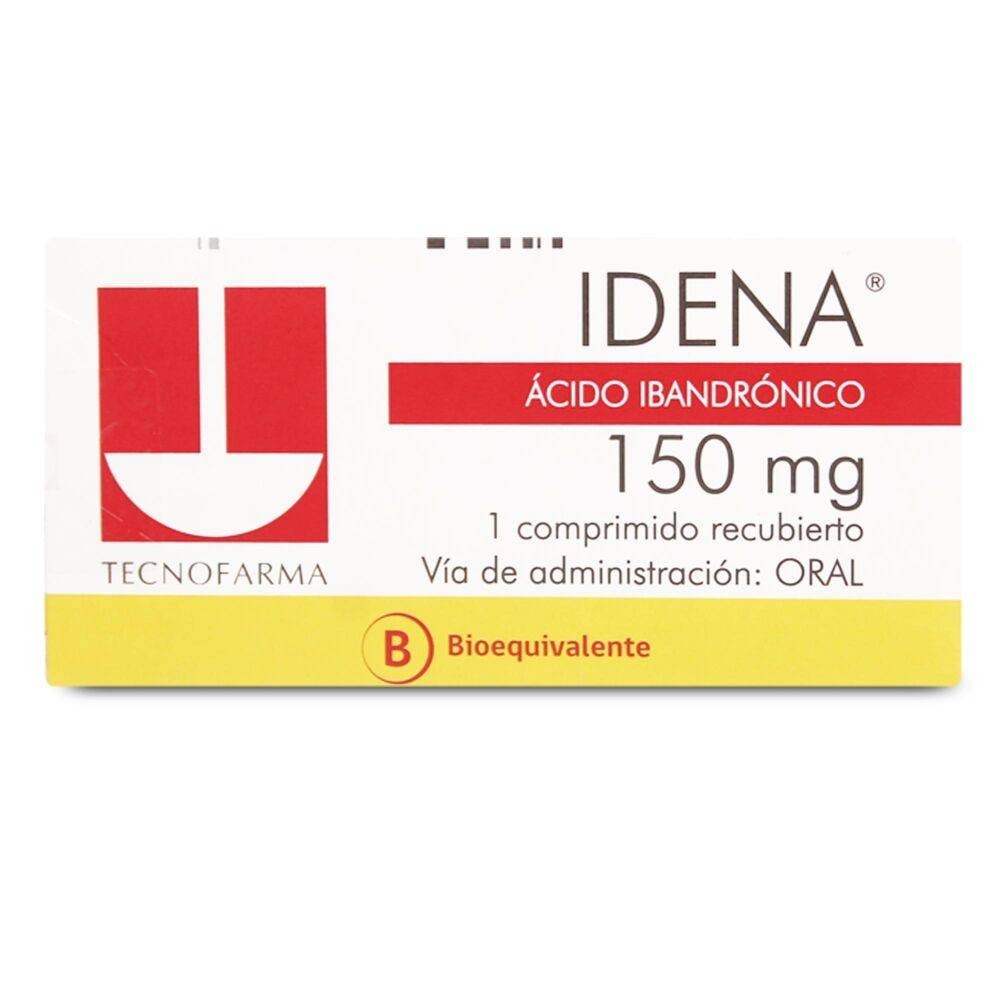 IDENA®
ÁCIDO IBANDRÓNICO
150 mg
1 comprimido recubierto
Vía de administración: ORAL
TECNOFARMA
B Bioequivalente